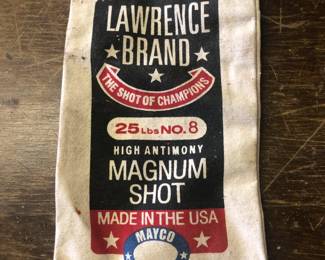 LAWRENCE
BRAND
THE SHOT OF CHAMPIONS
25 Lbs NO. 8
HIGH ANTIMONY
MAGNUM
SHOT
MADE IN THE USA
MAYCO